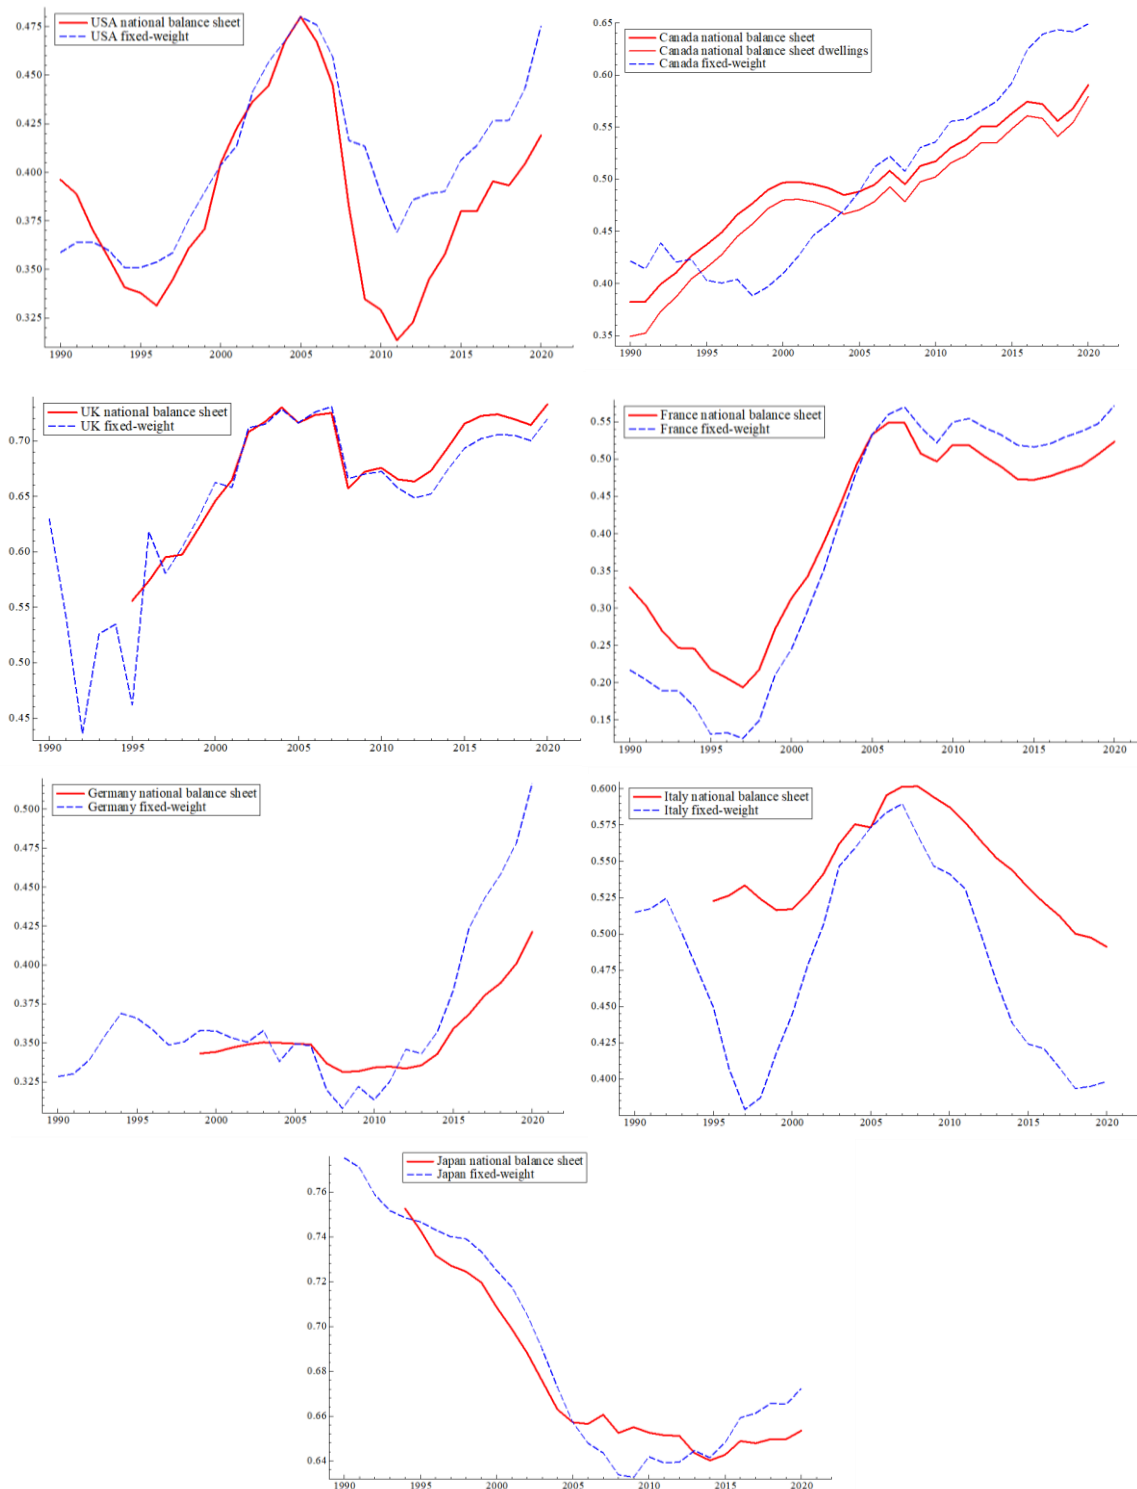 USA national balance sheet
USA fixed-weight
0.475
0.450
0.425
0.400
0.375
0.350
0.325
1990 1995 2000 2005 2010 2015 2020
Canada national balance sheet
Canada national balance sheet dwellings
Canada fixed-weight
0.65
0.60
0.55
0.50
0.45
0.40
0.35
1990 1995 2000 2005 2010 2015 2020
UK national balance sheet
UK fixed-weight
0.70
0.65
0.60
0.55
0.50
0.45
1990 1995 2000 2005 2010 2015 2020
France national balance sheet
France fixed-weight
0.55
0.50
0.45
0.40
0.35
0.30
0.25
0.20
0.15
1990 1995 2000 2005 2010 2015 2020
Germany national balance sheet
Germany fixed-weight
0.500
0.475
0.450
0.425
0.400
0.375
0.350
0.325
1990 1995 2000 2005 2010 2015 2020
Italy national balance sheet
Italy fixed-weight
0.600
0.575
0.550
0.525
0.500
0.475
0.450
0.425
0.400
1990 1995 2000 2005 2010 2015 2020
Japan national balance sheet
Japan fixed-weight
0.76
0.74
0.72
0.70
0.68
0.66
0.64
1990 1995 2000 2005 2010 2015 2020